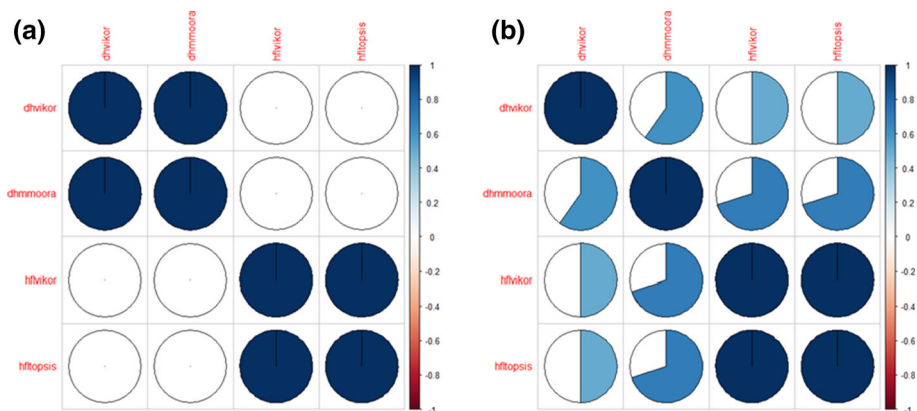 (a)
dhvikor
dhmmoora
hflvikor
hfltopsis
dhvikor
dhmmoora
hflvikor
hfltopsis
1
0.8
0.6
0.4
0.2
0
-0.2
-0.4
-0.6
-0.8
-1
(b)
dhvikor
dhmmoora
hflvikor
hfltopsis
dhvikor
dhmmoora
hflvikor
hfltopsis
1
0.8
0.6
0.4
0.2
0
-0.2
-0.4
-0.6
-0.8
-1